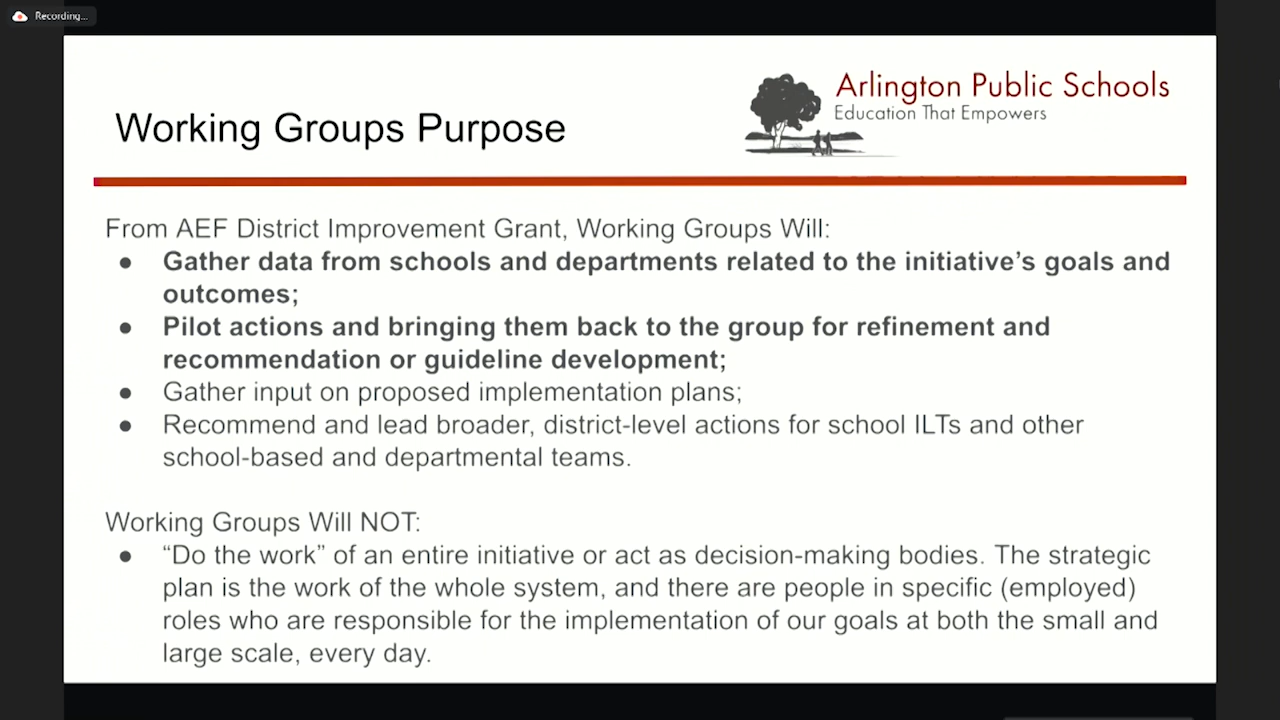 Recording...
Arlington Public Schools
Education That Empowers
Working Groups Purpose
From AEF District Improvement Grant, Working Groups Will:
● Gather data from schools and departments related to the initiative’s goals and
outcomes;
● Pilot actions and bringing them back to the group for refinement and
recommendation or guideline development;
● Gather input on proposed implementation plans;
● Recommend and lead broader, district-level actions for school ILTs and other
school-based and departmental teams.
Working Groups Will NOT:
● “Do the work” of an entire initiative or act as decision-making bodies. The strategic
plan is the work of the whole system, and there are people in specific (employed)
roles who are responsible for the implementation of our goals at both the small and
large scale, every day.